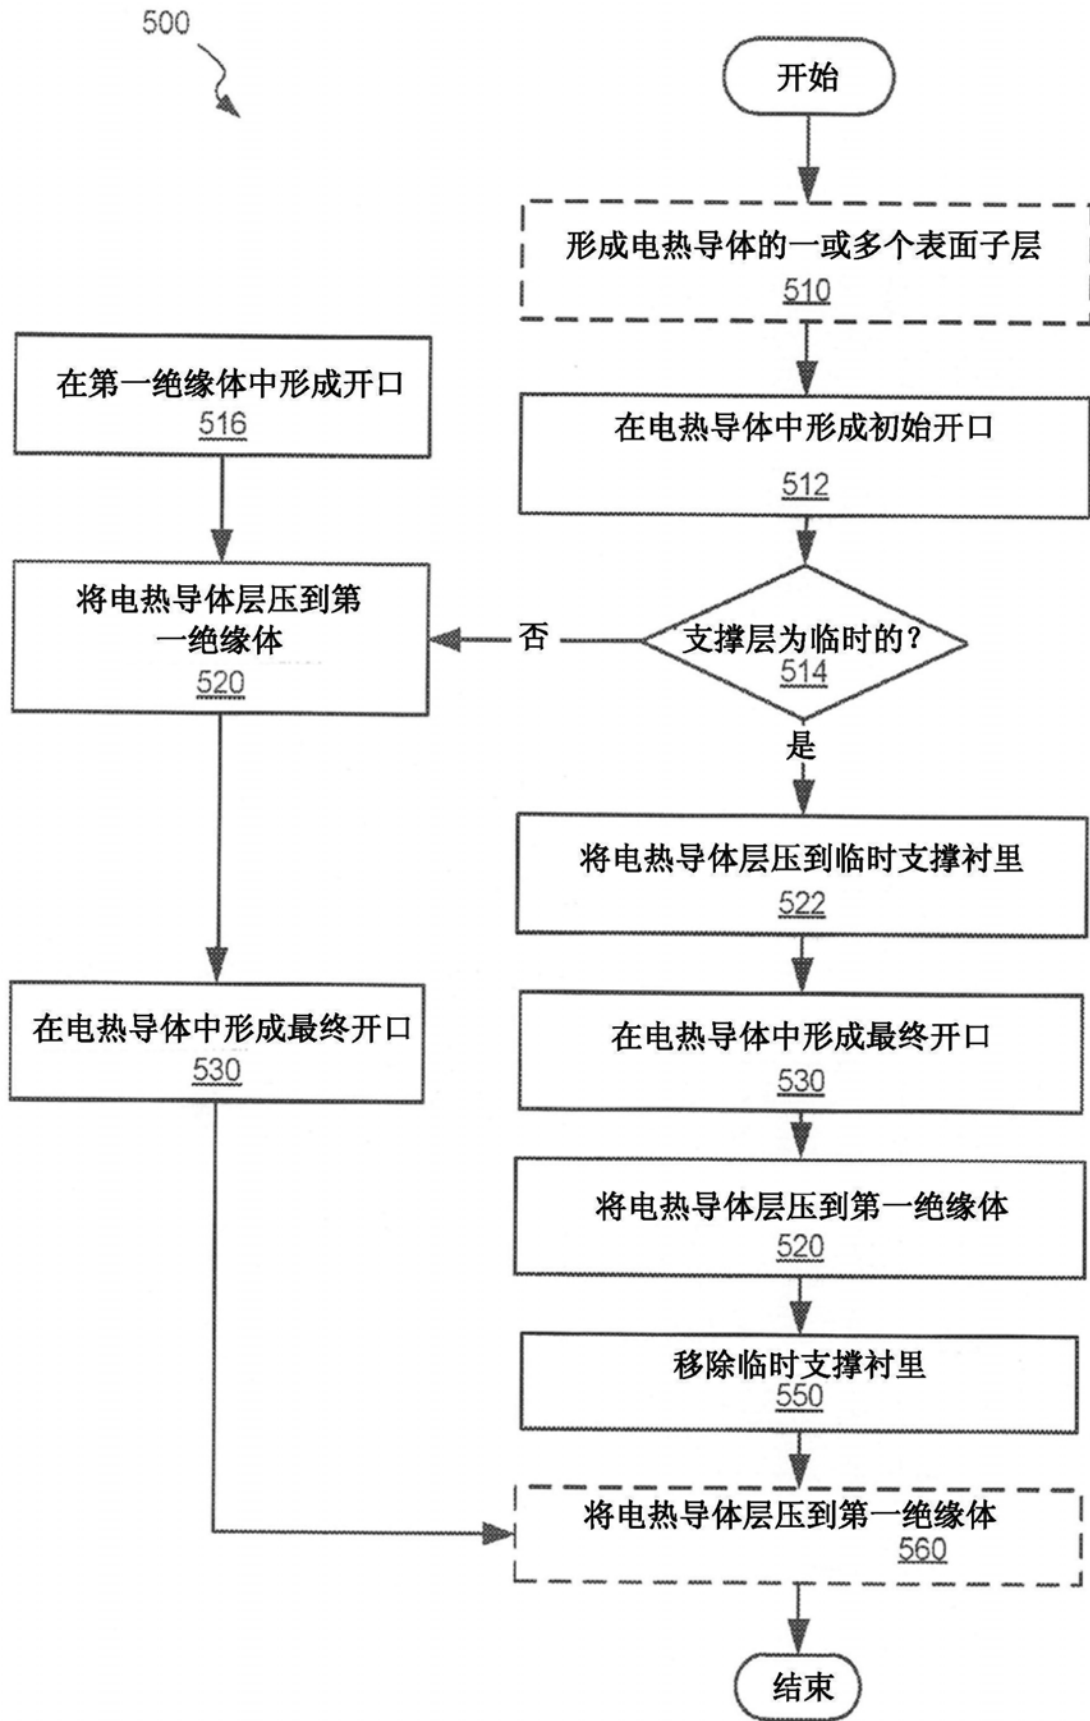 500
开始
形成电热导体的一或多个表面子层
510
在第一绝缘体中形成开口
516
在电热导体中形成初始开口
512
将电热导体层压到第
一绝缘体
520
否
支撑层为临时的?
514
是
将电热导体层压到临时支撑衬里
522
在电热导体中形成最终开口
530
在电热导体中形成最终开口
530
将电热导体层压到第一绝缘体
520
移除临时支撑衬里
550
将电热导体层压到第一绝缘体
560
结束